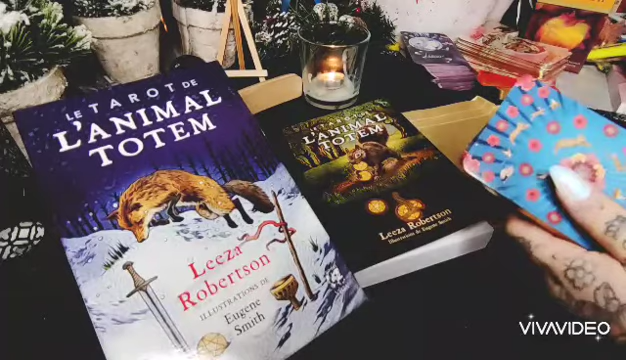 LE TAROT DE
L'ANIMAL
TOTEM
Leeza
Robertson
ILLUSTRATIONS DE
Eugene
Smith
L'ANIMAL
TOTEM
Leeza Robertson
Illustrations de Eugene Smith
VIVAVIDEO